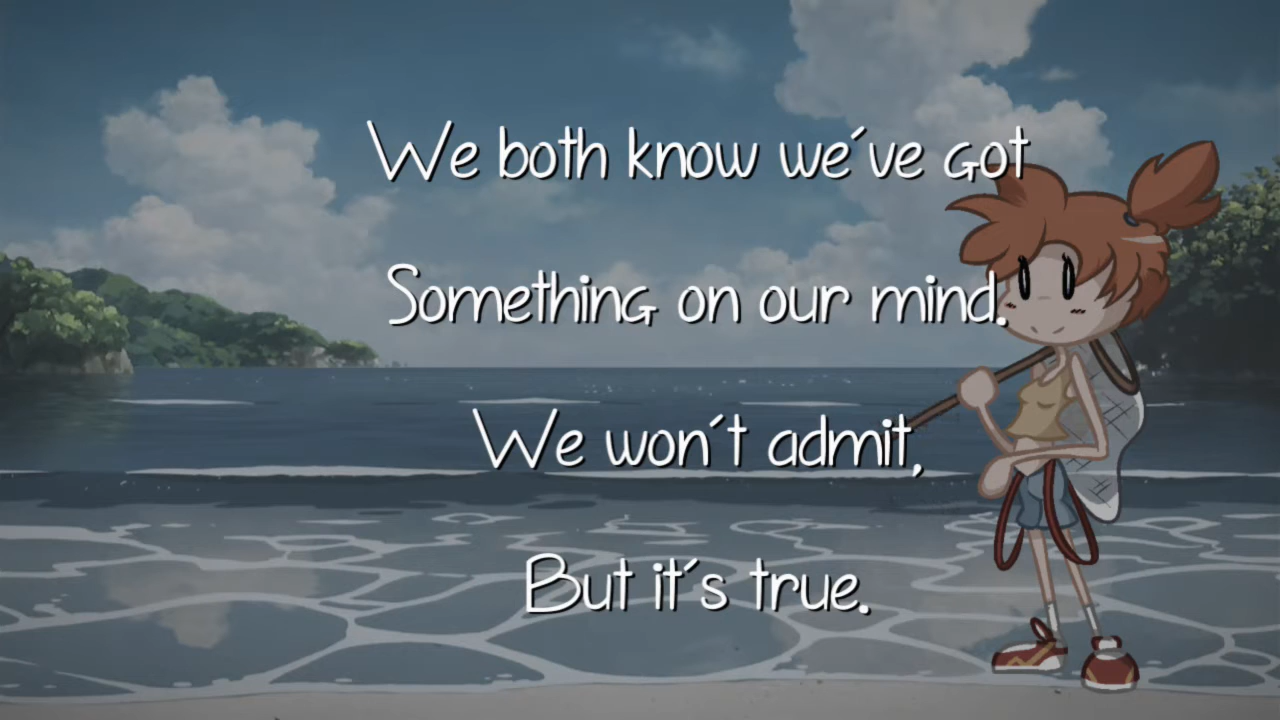 We both know we´ve got
Something on our mind.
We won´t admit,
But it´s true.